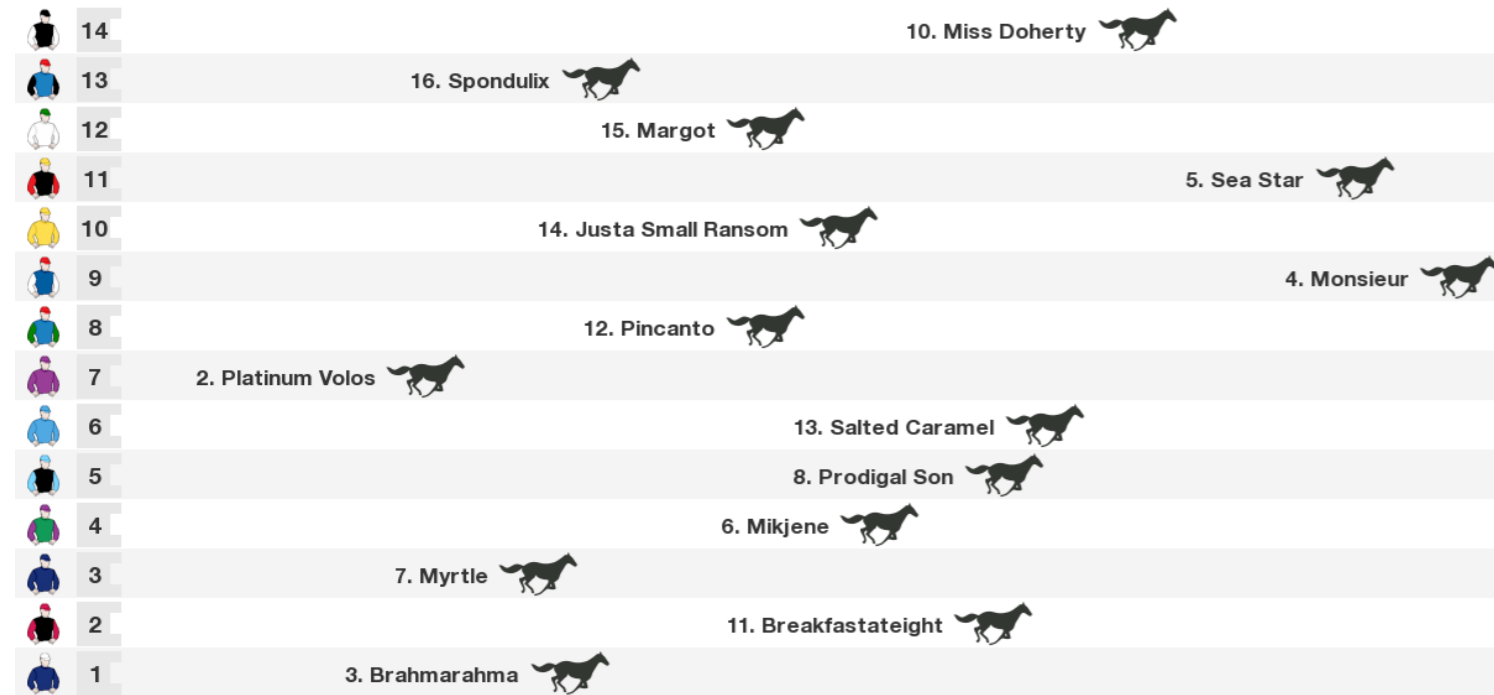 14 10. Miss Doherty
13 16. Spondulix
12 15. Margot
11 5. Sea Star
10 14. Justa Small Ransom
9 4. Monsieur
8 12. Pincanto
7 2. Platinum Volos
6 13. Salted Caramel
5 8. Prodigal Son
4 6. Mikjene
3 7. Myrtle
2 11. Breakfastateight
1 3. Brahmarahma